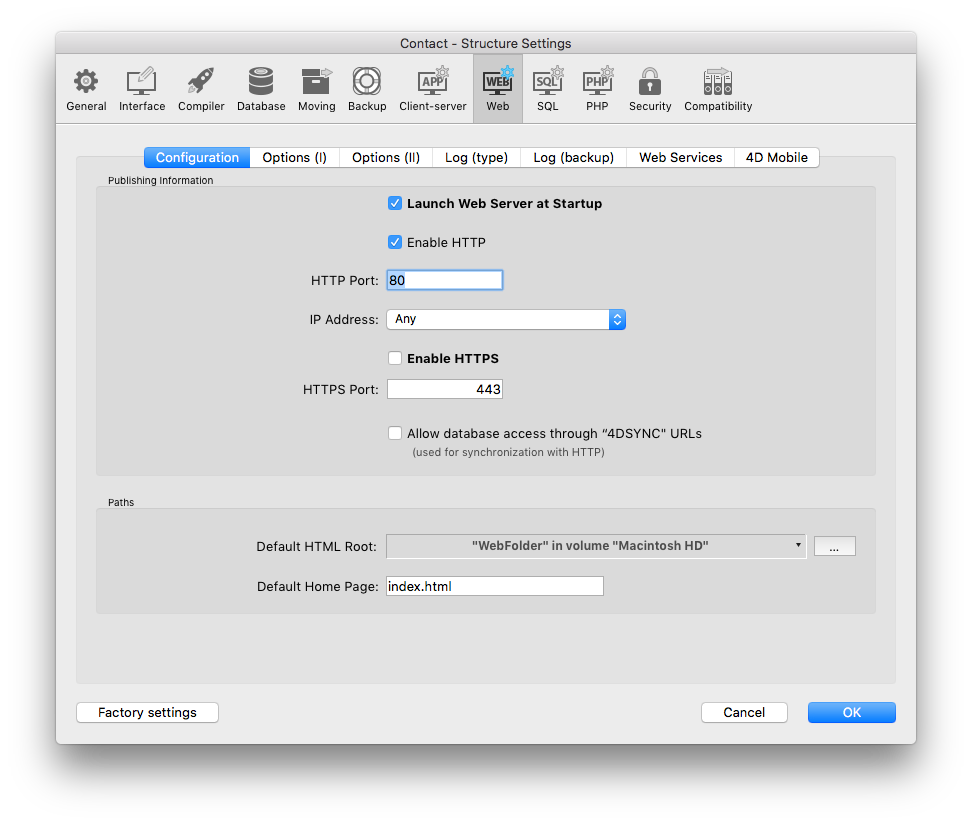 Contact - Structure Settings
APP WEB SQL PHP
General Interface Compiler Database Moving Backup Client-server Web SQL PHP Security Compatibility
Configuration Options (I) Options (II) Log (type) Log (backup) Web Services 4D Mobile
Publishing Information
Launch Web Server at Startup
Enable HTTP
HTTP Port: 80
IP Address: Any
Enable HTTPS
HTTPS Port: 443
Allow database access through “4DSYNC" URLs
(used for synchronization with HTTP)
Paths
Default HTML Root: "WebFolder" in volume "Macintosh HD" ...
Default Home Page: index.html
Factory settings Cancel OK